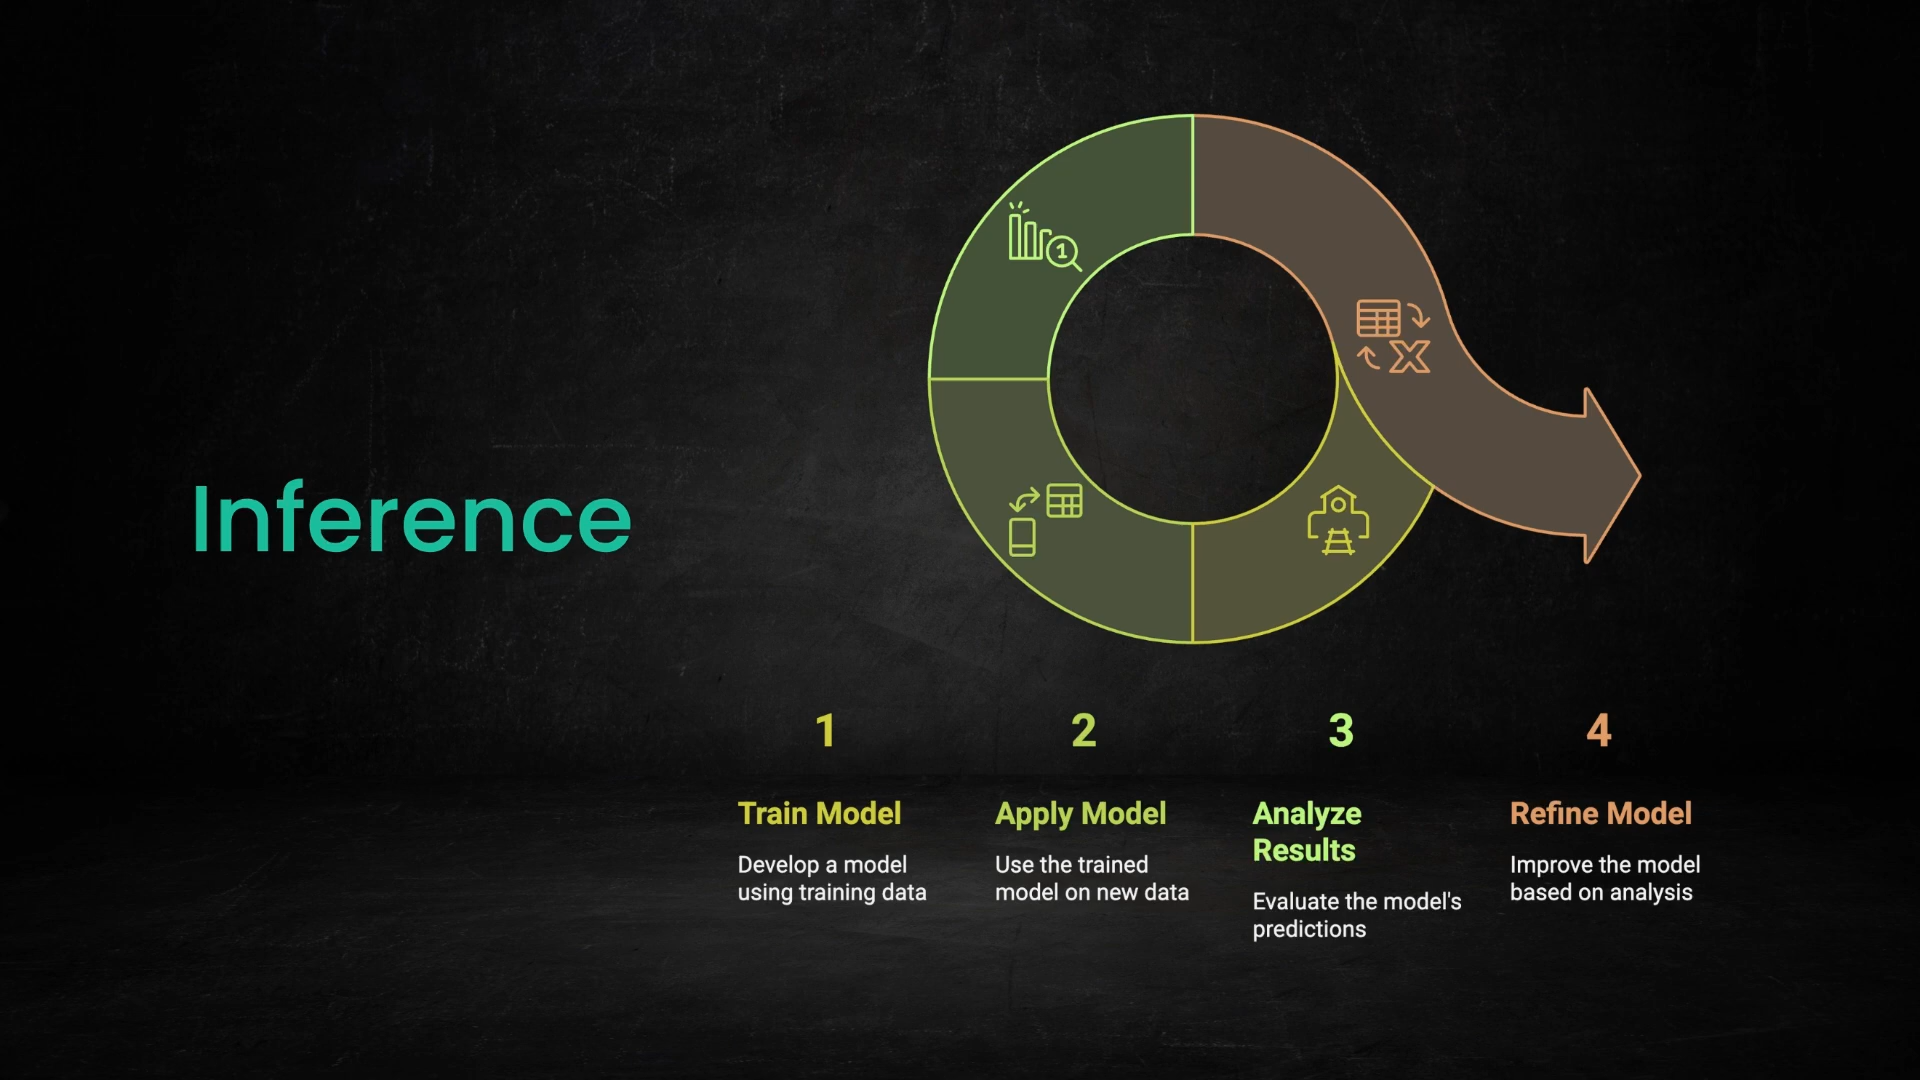 1
Inference
1
2
3
4
Train Model
Develop a model
using training data
Apply Model
Use the trained
model on new data
Analyze
Results
Evaluate the model's
predictions
Refine Model
Improve the model
based on analysis